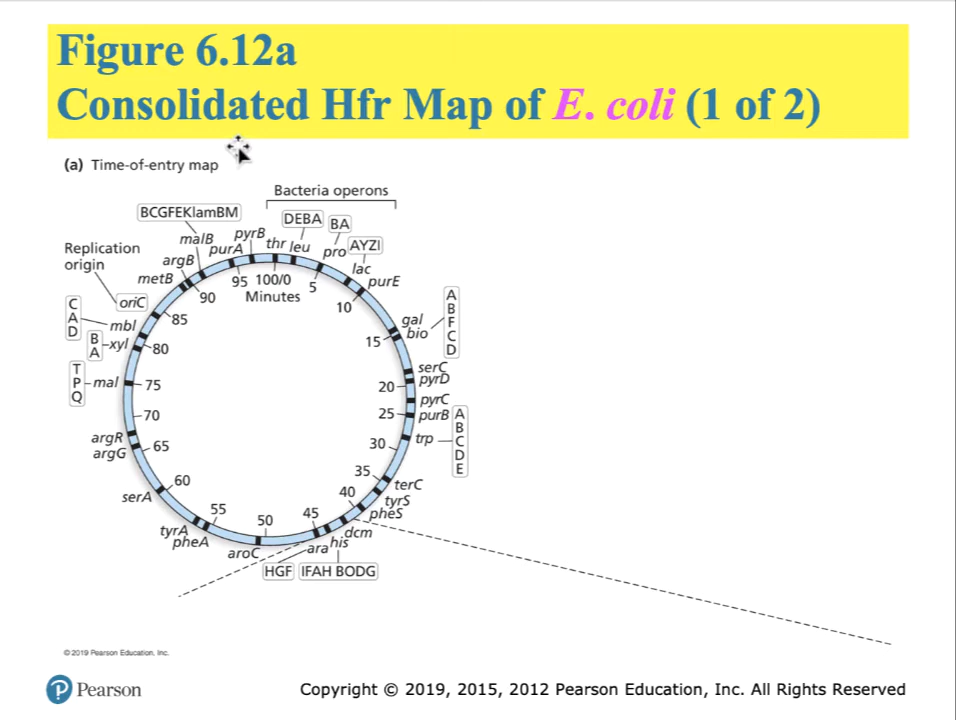 Figure 6.12a
Consolidated Hfr Map of E. coli (1 of 2)
(a) Time-of-entry map
Bacteria operons
BCGFEKlamBM
DEBA
BA
AYZI
Replication
origin
oriC
metB
argB
malB
purA
pyrB
thr
leu
pro
lac
purE
gal
bio
A
B
F
C
D
serC
pyrD
pyrC
purB
trp
A
B
C
D
E
terC
tyrS
pheS
dcm
his
IFAH BODG
ara
HGF
aroC
pheA
tyrA
serA
argG
argR
mal
T
P
Q
xyl
B
A
mbl
C
A
D
100/0
Minutes
5
10
15
20
25
30
35
40
45
50
55
60
65
70
75
80
85
90
95
© 2019 Pearson Education, Inc.
P Pearson
Copyright © 2019, 2015, 2012 Pearson Education, Inc. All Rights Reserved